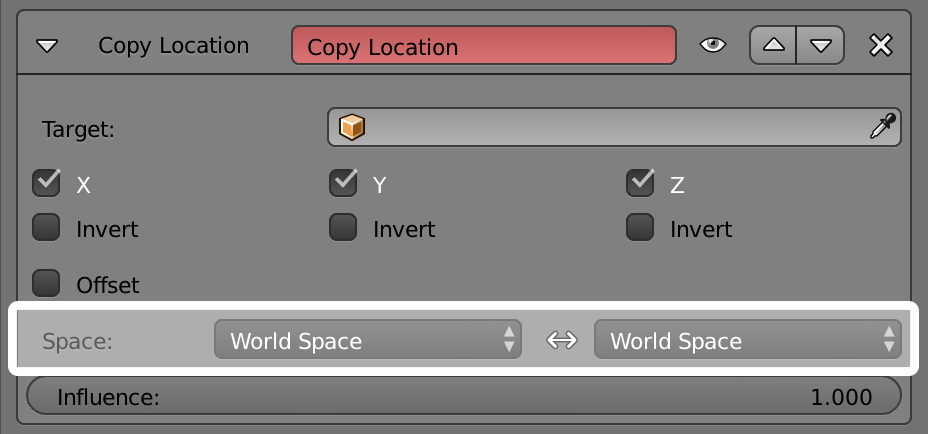 Copy Location Copy Location
Target:
X Y Z
Invert Invert Invert
Offset
Space: World Space World Space
Influence: 1.000